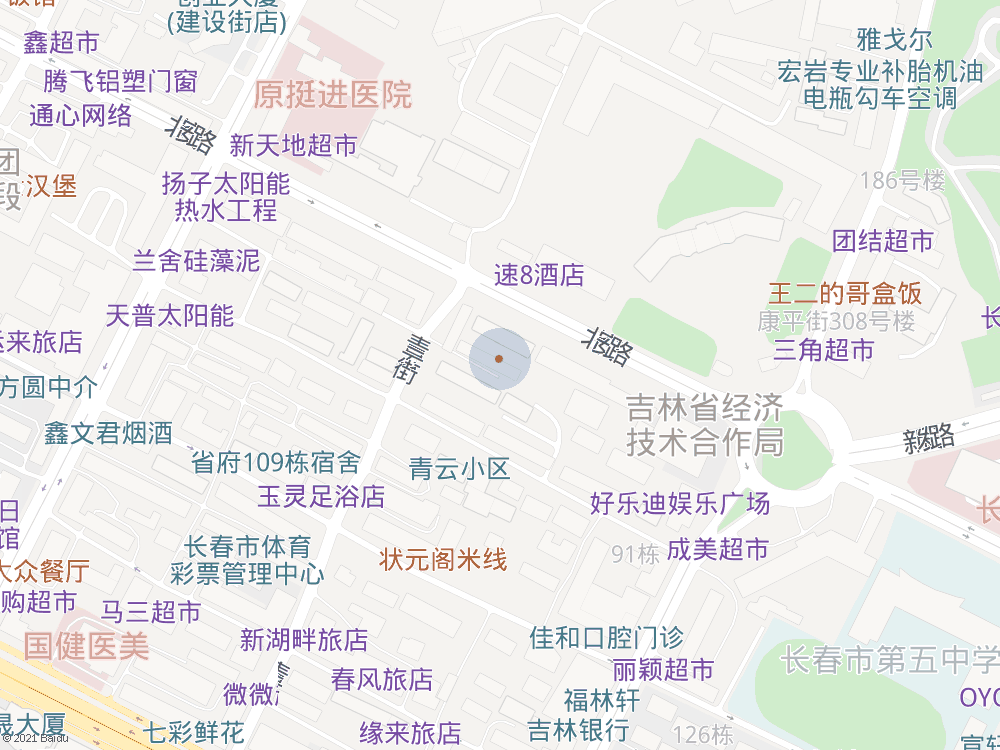 创业大厦
(建设街店)
鑫超市
腾飞铝塑门窗
通心网络
原挺进医院
雅戈尔
宏岩专业补胎机油
电瓶勾车空调
新天地超市
团
段
汉堡
扬子太阳能
热水工程
186号楼
兰舍硅藻泥
速8酒店
团结超市
天普太阳能
王二的哥盒饭
康平街308号楼
来旅店
三角超市
方圆中介
吉林省经济
技术合作局
鑫文君烟酒
省府109栋宿舍
青云小区
玉灵足浴店
好乐迪娱乐广场
日
馆
长春市体育
彩票管理中心
状元阁米线
91栋
成美超市
大众餐厅
购超市
马三超市
国健医美
新湖畔旅店
佳和口腔门诊
长春市第五中学
丽颖超市
春风旅店
微微
福林轩
吉林银行
晟大厦
七彩鲜花
缘来旅店
126栋
© 2021 Baidu